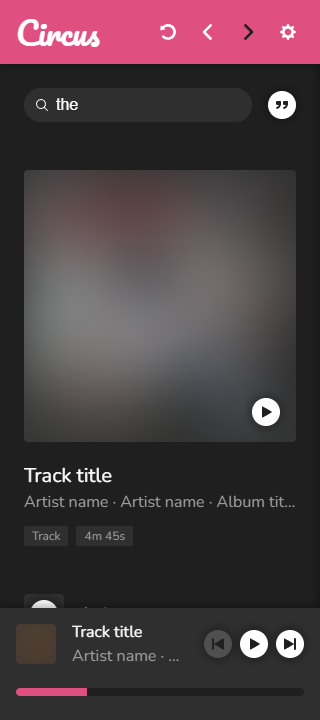 Circus
the
Track title
Artist name · Artist name · Album tit...
Track
4m 45s
Track title
Artist name · ...